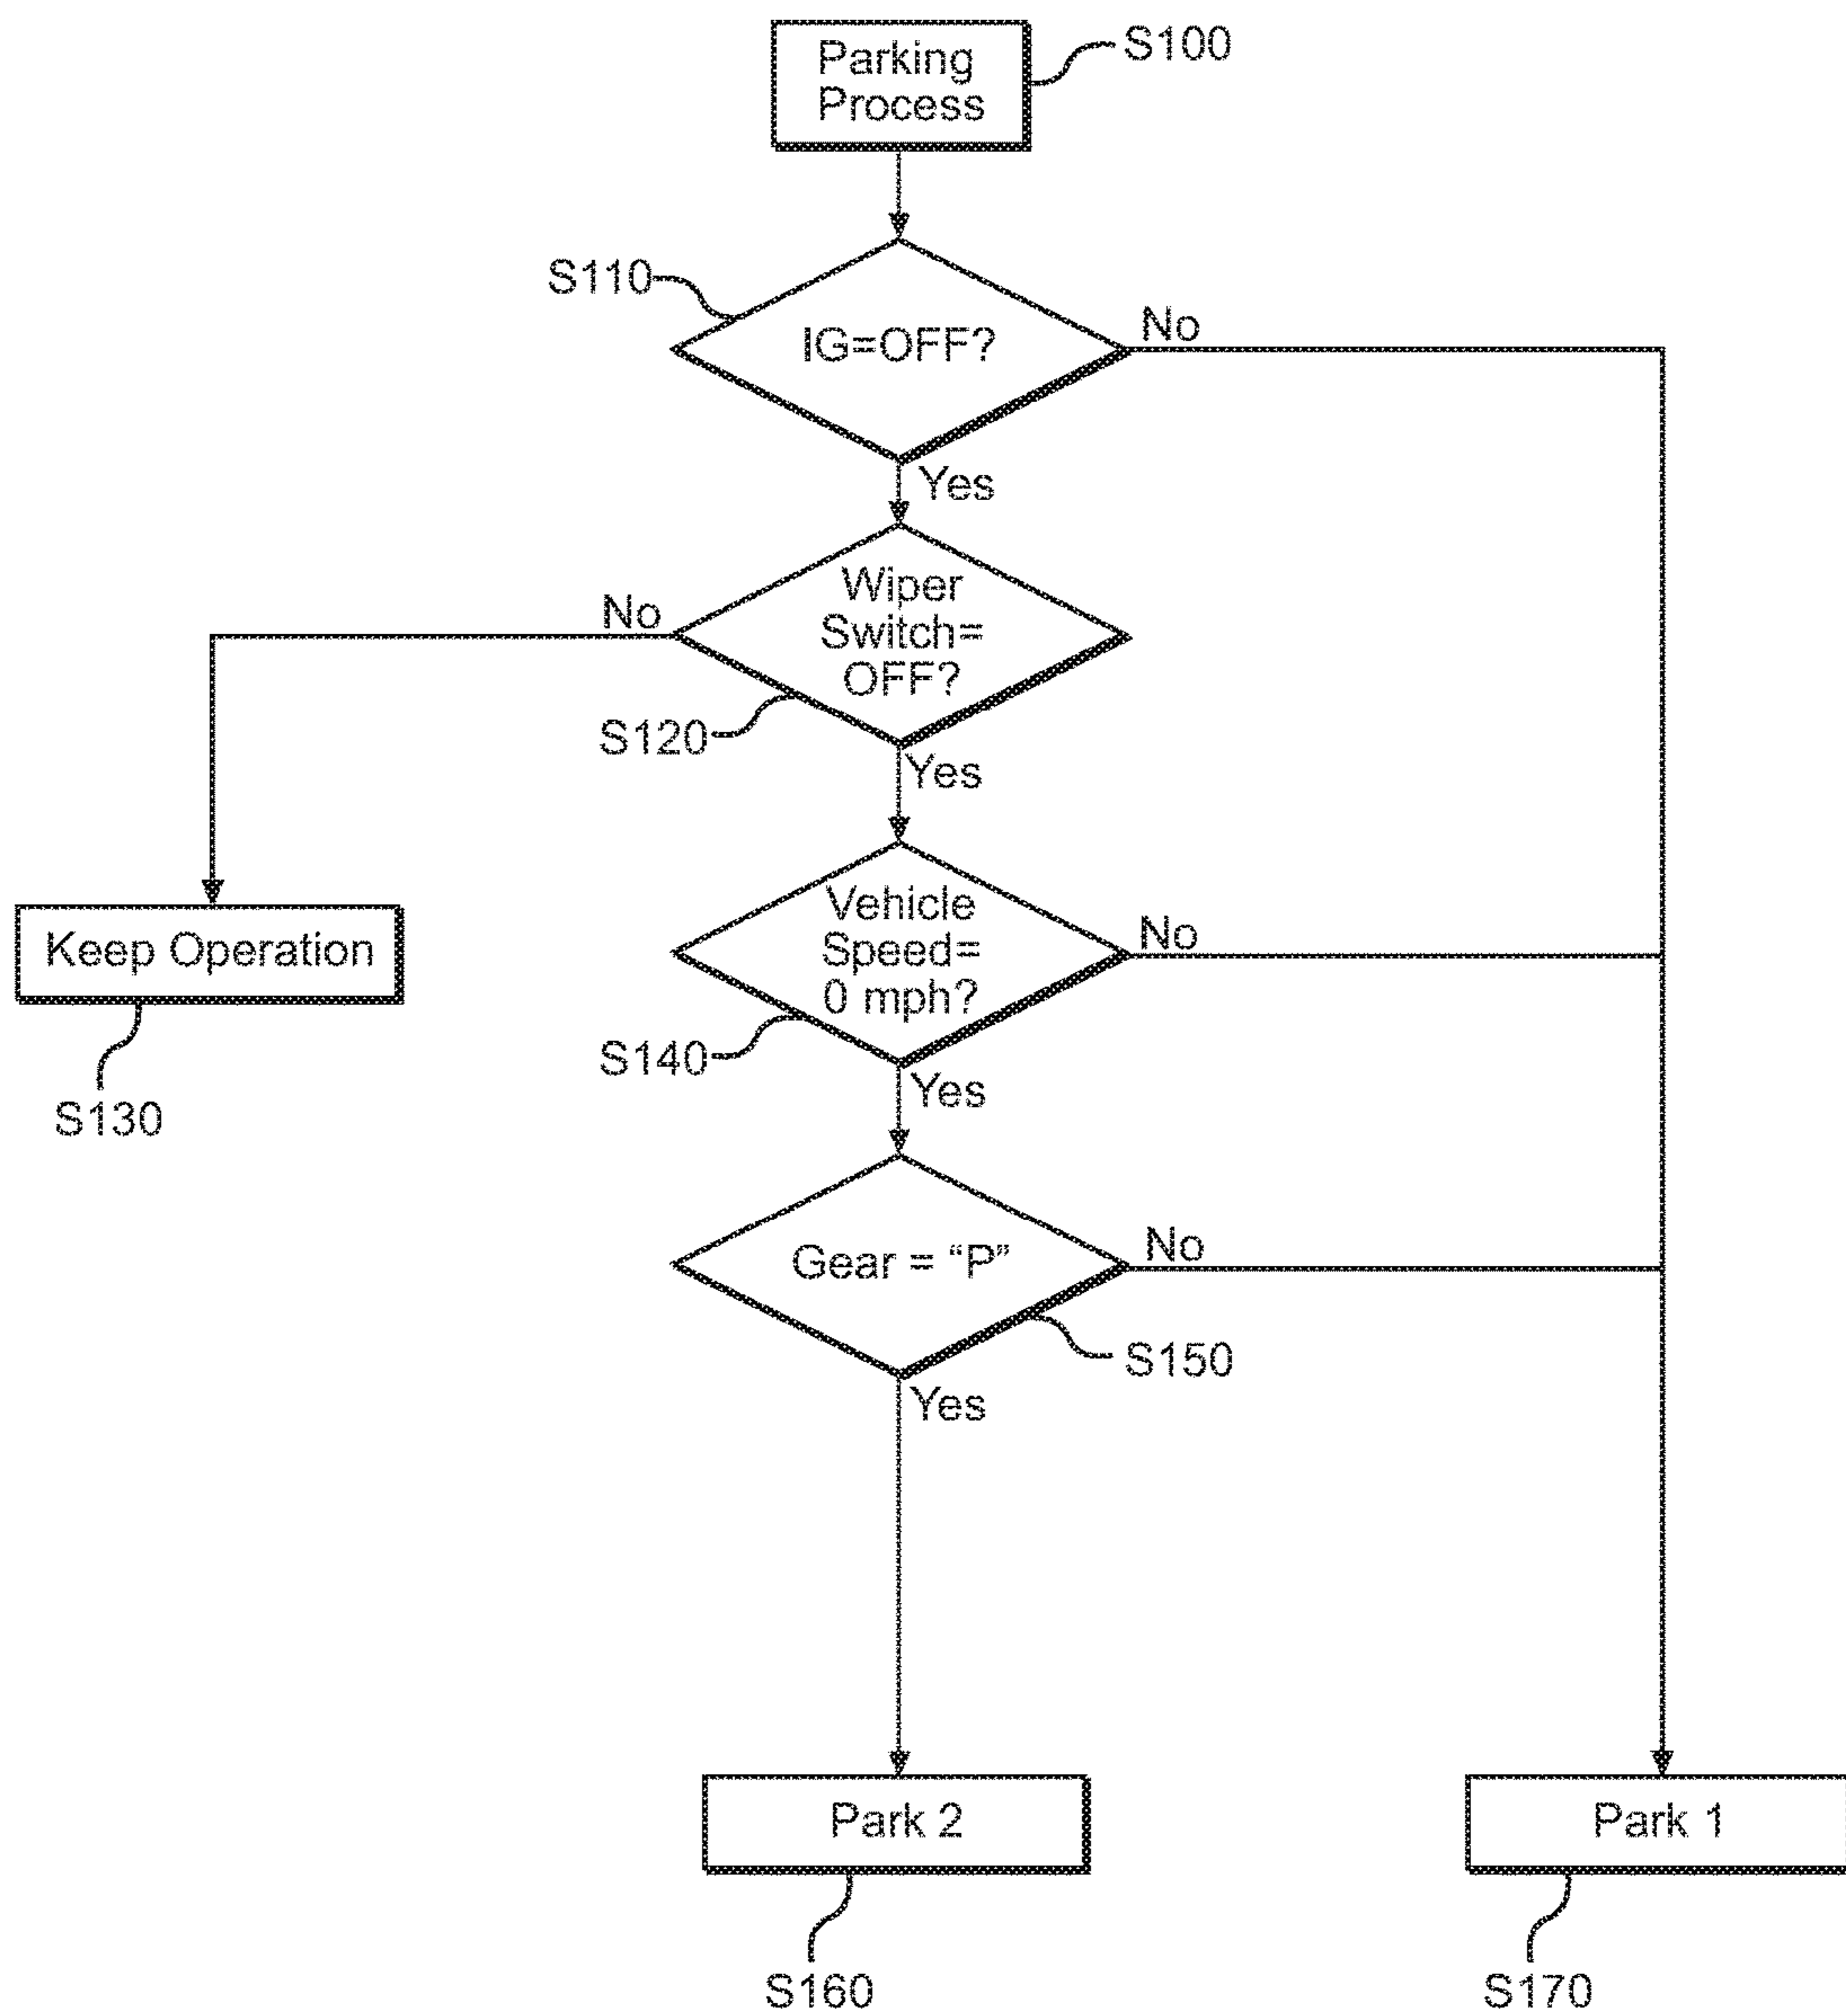 Parking
Process
S100
S110
IG=OFF?
No
Yes
Wiper
Switch=
OFF?
No
S120
Yes
Vehicle
Speed=
0 mph?
No
Keep Operation
S140
Yes
S130
Gear = “P”
No
S150
Yes
Park 2
Park 1
S160
S170